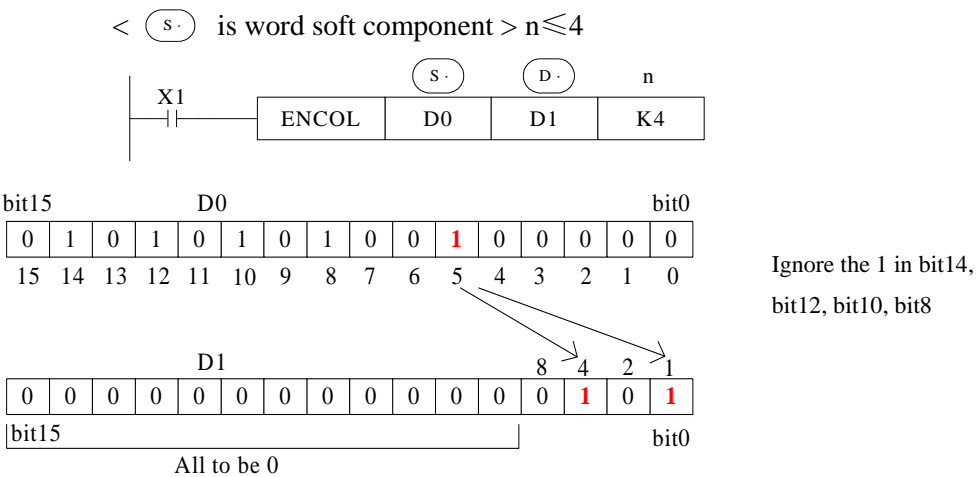 < S· is word soft component > n≤4
S· D· n
X1
ENCOL D0 D1 K4
bit15 D0 bit0
0 1 0 1 0 1 0 1 0 0 1 0 0 0 0 0
15 14 13 12 11 10 9 8 7 6 5 4 3 2 1 0
Ignore the 1 in bit14,
bit12, bit10, bit8
D1 8 4 2 1
0 0 0 0 0 0 0 0 0 0 0 0 0 1 0 1
bit15 bit0
All to be 0